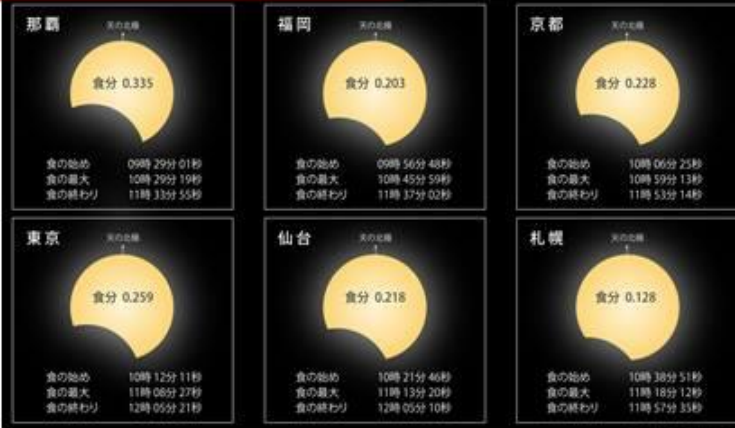 那覇
天の北極
食分 0.335
食の始め 09時 29分 01秒
食の最大 10時 29分 19秒
食の終わり 11時 33分 55秒
福岡
天の北極
食分 0.203
食の始め 09時 56分 48秒
食の最大 10時 45分 59秒
食の終わり 11時 37分 02秒
京都
天の北極
食分 0.228
食の始め 10時 06分 25秒
食の最大 10時 59分 13秒
食の終わり 11時 53分 14秒
東京
天の北極
食分 0.259
食の始め 10時 12分 11秒
食の最大 11時 08分 27秒
食の終わり 12時 05分 21秒
仙台
天の北極
食分 0.218
食の始め 10時 21分 46秒
食の最大 11時 13分 20秒
食の終わり 12時 05分 10秒
札幌
天の北極
食分 0.128
食の始め 10時 38分 51秒
食の最大 11時 18分 12秒
食の終わり 11時 57分 35秒